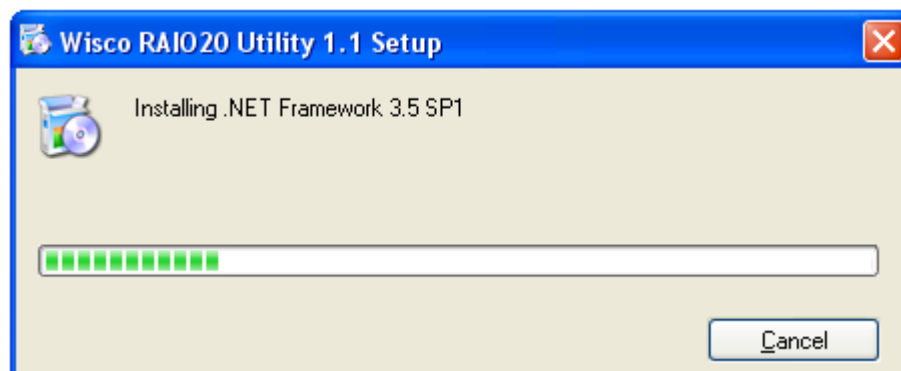 Wisco RAIO20 Utility 1.1 Setup
Installing .NET Framework 3.5 SP1
Cancel